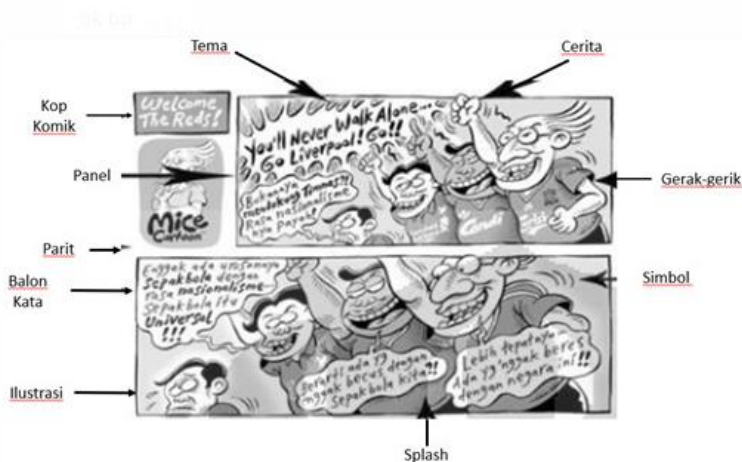 Tema
Cerita
Kop
Komik
Welcome
The Reds!
You'll Never Walk Alone...
Go Liverpool! Go!!
Panel
Mice
Cartoon
Bukannya
mendukung Timnas?!
Rasa nasionalisme
nya payah!
Gerak-gerik
Parit
Balon
Kata
Enggak ada urusannya
sepakbola dengan
rasa nasionalisme...
Sepakbola itu
Universal
!!!
Simbol
Ilustrasi
Berarti ada yg
nggak becus dengan
sepakbola kita?!
Lebih tepatnya..
Ada yg nggak beres
dengan negara ini!!
Splash